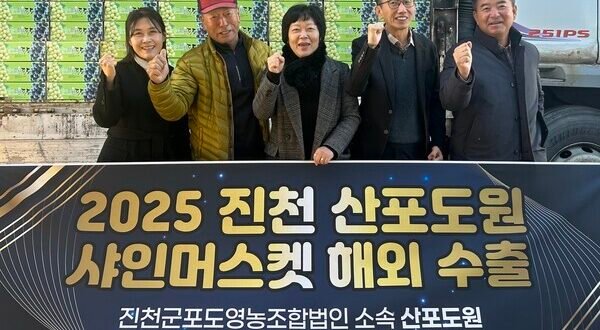 251PS
2025 진천 산포도원
샤인머스켓 해외 수출
진천군포도영농조합법인 소속 산포도원